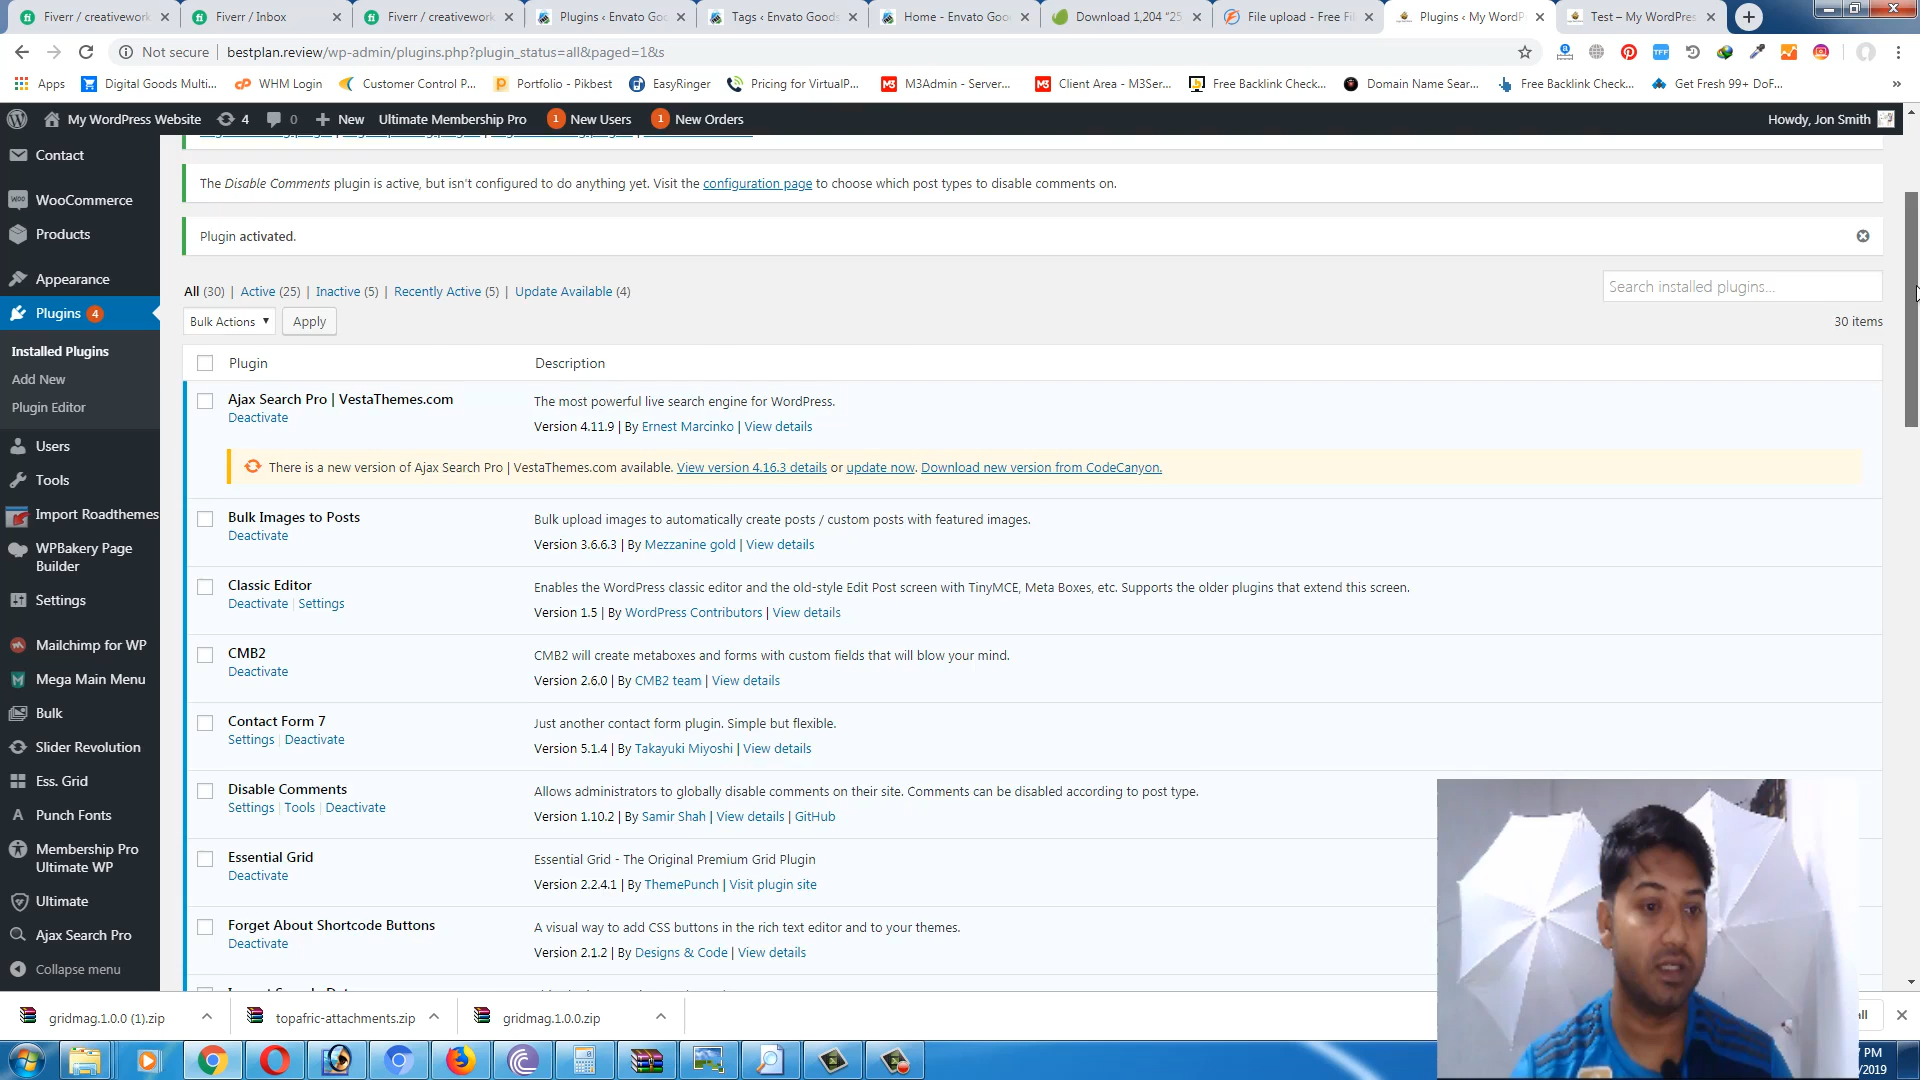 Fiverr / creativework
Fiverr / Inbox
Fiverr / creativework
Plugins ‹ Envato Goo
Tags ‹ Envato Goods
Home - Envato Goo
Download 1,204 "25
File upload - Free Fi
Plugins ‹ My WordP
Test – My WordPres
Not secure
bestplan.review/wp-admin/plugins.php?plugin_status=all&paged=1&s
Apps
Digital Goods Multi...
WHM Login
Customer Control P...
Portfolio - Pikbest
EasyRinger
Pricing for VirtualP...
M3Admin - Server...
Client Area - M3Ser...
Free Backlink Check...
Domain Name Sear...
Free Backlink Check...
Get Fresh 99+ DoF...
My WordPress Website
4
0
New
Ultimate Membership Pro
1 New Users
1 New Orders
Howdy, Jon Smith
Contact
WooCommerce
Products
Appearance
Plugins 4
Installed Plugins
Add New
Plugin Editor
Users
Tools
Import Roadthemes
WPBakery Page
Builder
Settings
Mailchimp for WP
Mega Main Menu
Bulk
Slider Revolution
Ess. Grid
Punch Fonts
Membership Pro
Ultimate WP
Ultimate
Ajax Search Pro
Collapse menu
The Disable Comments plugin is active, but isn't configured to do anything yet. Visit the configuration page to choose which post types to disable comments on.
Plugin activated.
All (30) | Active (25) | Inactive (5) | Recently Active (5) | Update Available (4)
Search installed plugins...
Bulk Actions
Apply
30 items
Plugin
Description
Ajax Search Pro | VestaThemes.com
Deactivate
The most powerful live search engine for WordPress.
Version 4.11.9 | By Ernest Marcinko | View details
There is a new version of Ajax Search Pro | VestaThemes.com available. View version 4.16.3 details or update now. Download new version from CodeCanyon.
Bulk Images to Posts
Deactivate
Bulk upload images to automatically create posts / custom posts with featured images.
Version 3.6.6.3 | By Mezzanine gold | View details
Classic Editor
Deactivate | Settings
Enables the WordPress classic editor and the old-style Edit Post screen with TinyMCE, Meta Boxes, etc. Supports the older plugins that extend this screen.
Version 1.5 | By WordPress Contributors | View details
CMB2
Deactivate
CMB2 will create metaboxes and forms with custom fields that will blow your mind.
Version 2.6.0 | By CMB2 team | View details
Contact Form 7
Settings | Deactivate
Just another contact form plugin. Simple but flexible.
Version 5.1.4 | By Takayuki Miyoshi | View details
Disable Comments
Settings | Tools | Deactivate
Allows administrators to globally disable comments on their site. Comments can be disabled according to post type.
Version 1.10.2 | By Samir Shah | View details | GitHub
Essential Grid
Deactivate
Essential Grid - The Original Premium Grid Plugin
Version 2.2.4.1 | By ThemePunch | Visit plugin site
Forget About Shortcode Buttons
Deactivate
A visual way to add CSS buttons in the rich text editor and to your themes.
Version 2.1.2 | By Designs & Code | View details
gridmag.1.0.0 (1).zip
topafric-attachments.zip
gridmag.1.0.0.zip
all
7 PM
/2019